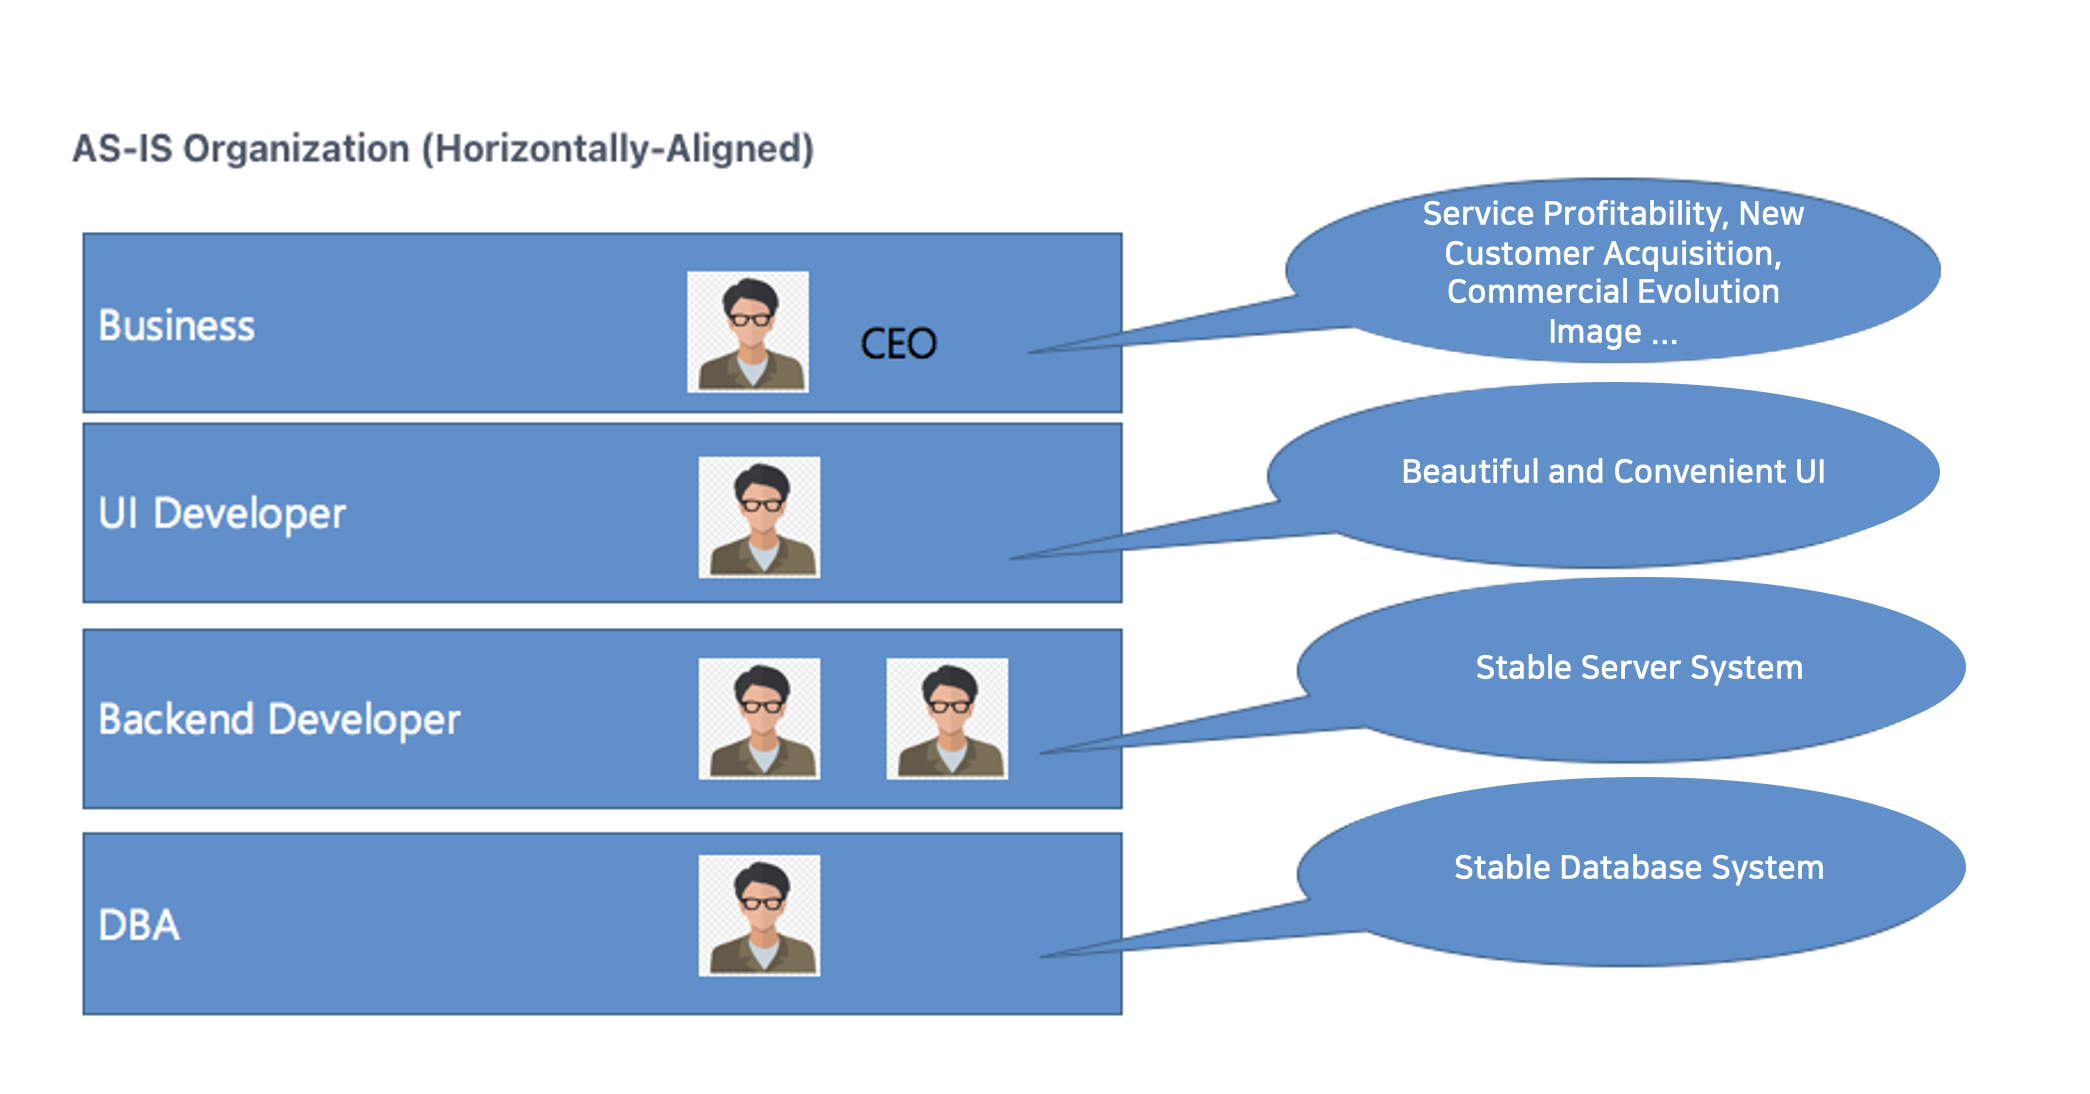 AS-IS Organization (Horizontally-Aligned)
Business
CEO
Service Profitability, New
Customer Acquisition,
Commercial Evolution
Image ...
UI Developer
Beautiful and Convenient UI
Backend Developer
Stable Server System
DBA
Stable Database System